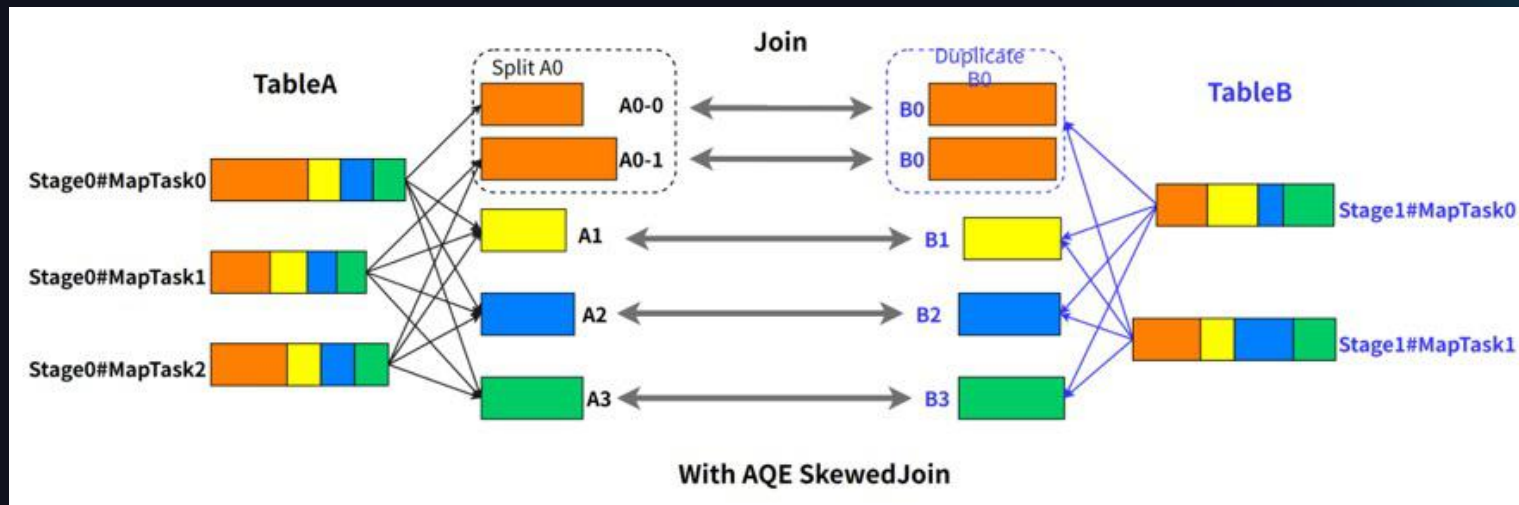 Join
Split A0
Duplicate
B0
TableA
TableB
A0-0
B0
A0-1
B0
Stage0#MapTask0
Stage1#MapTask0
A1
B1
Stage0#MapTask1
A2
B2
Stage1#MapTask1
Stage0#MapTask2
A3
B3
With AQE SkewedJoin